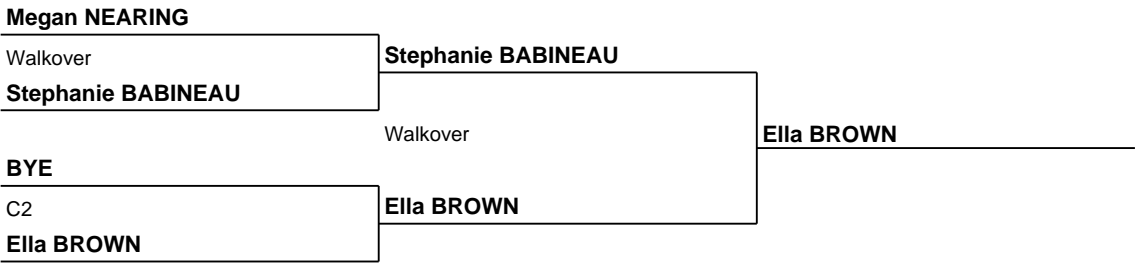 Megan NEARING
Walkover
Stephanie BABINEAU
Stephanie BABINEAU
Walkover
Ella BROWN
BYE
C2
Ella BROWN
Ella BROWN